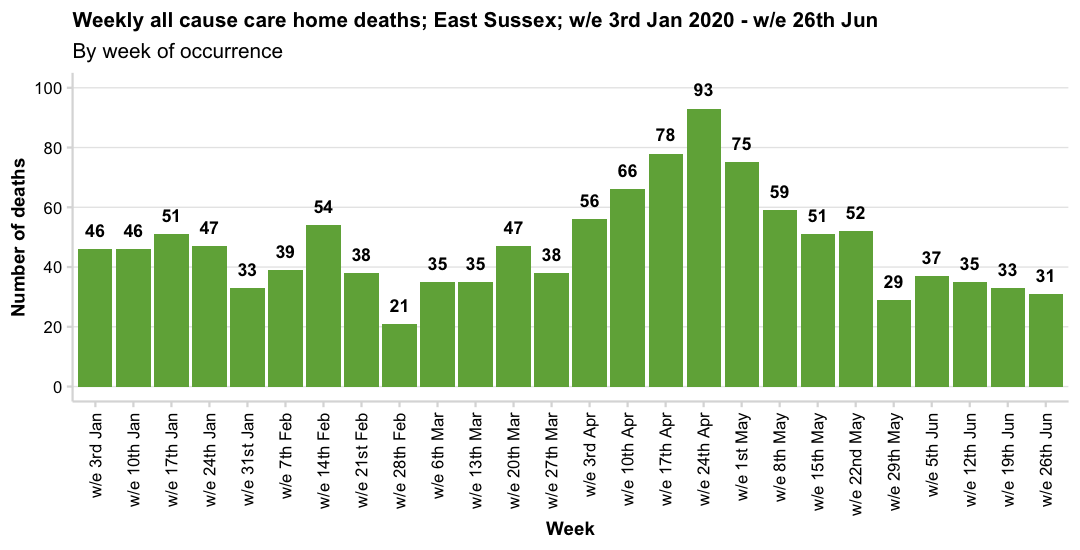 Weekly all cause care home deaths; East Sussex; w/e 3rd Jan 2020 - w/e 26th Jun
By week of occurrence
Number of deaths
100
80
60
40
20
0
46
46
51
47
33
39
54
38
21
35
35
47
38
56
66
78
93
75
59
51
52
29
37
35
33
31
w/e 3rd Jan
w/e 10th Jan
w/e 17th Jan
w/e 24th Jan
w/e 31st Jan
w/e 7th Feb
w/e 14th Feb
w/e 21st Feb
w/e 28th Feb
w/e 6th Mar
w/e 13th Mar
w/e 20th Mar
w/e 27th Mar
w/e 3rd Apr
w/e 10th Apr
w/e 17th Apr
w/e 24th Apr
w/e 1st May
w/e 8th May
w/e 15th May
w/e 22nd May
w/e 29th May
w/e 5th Jun
w/e 12th Jun
w/e 19th Jun
w/e 26th Jun
Week